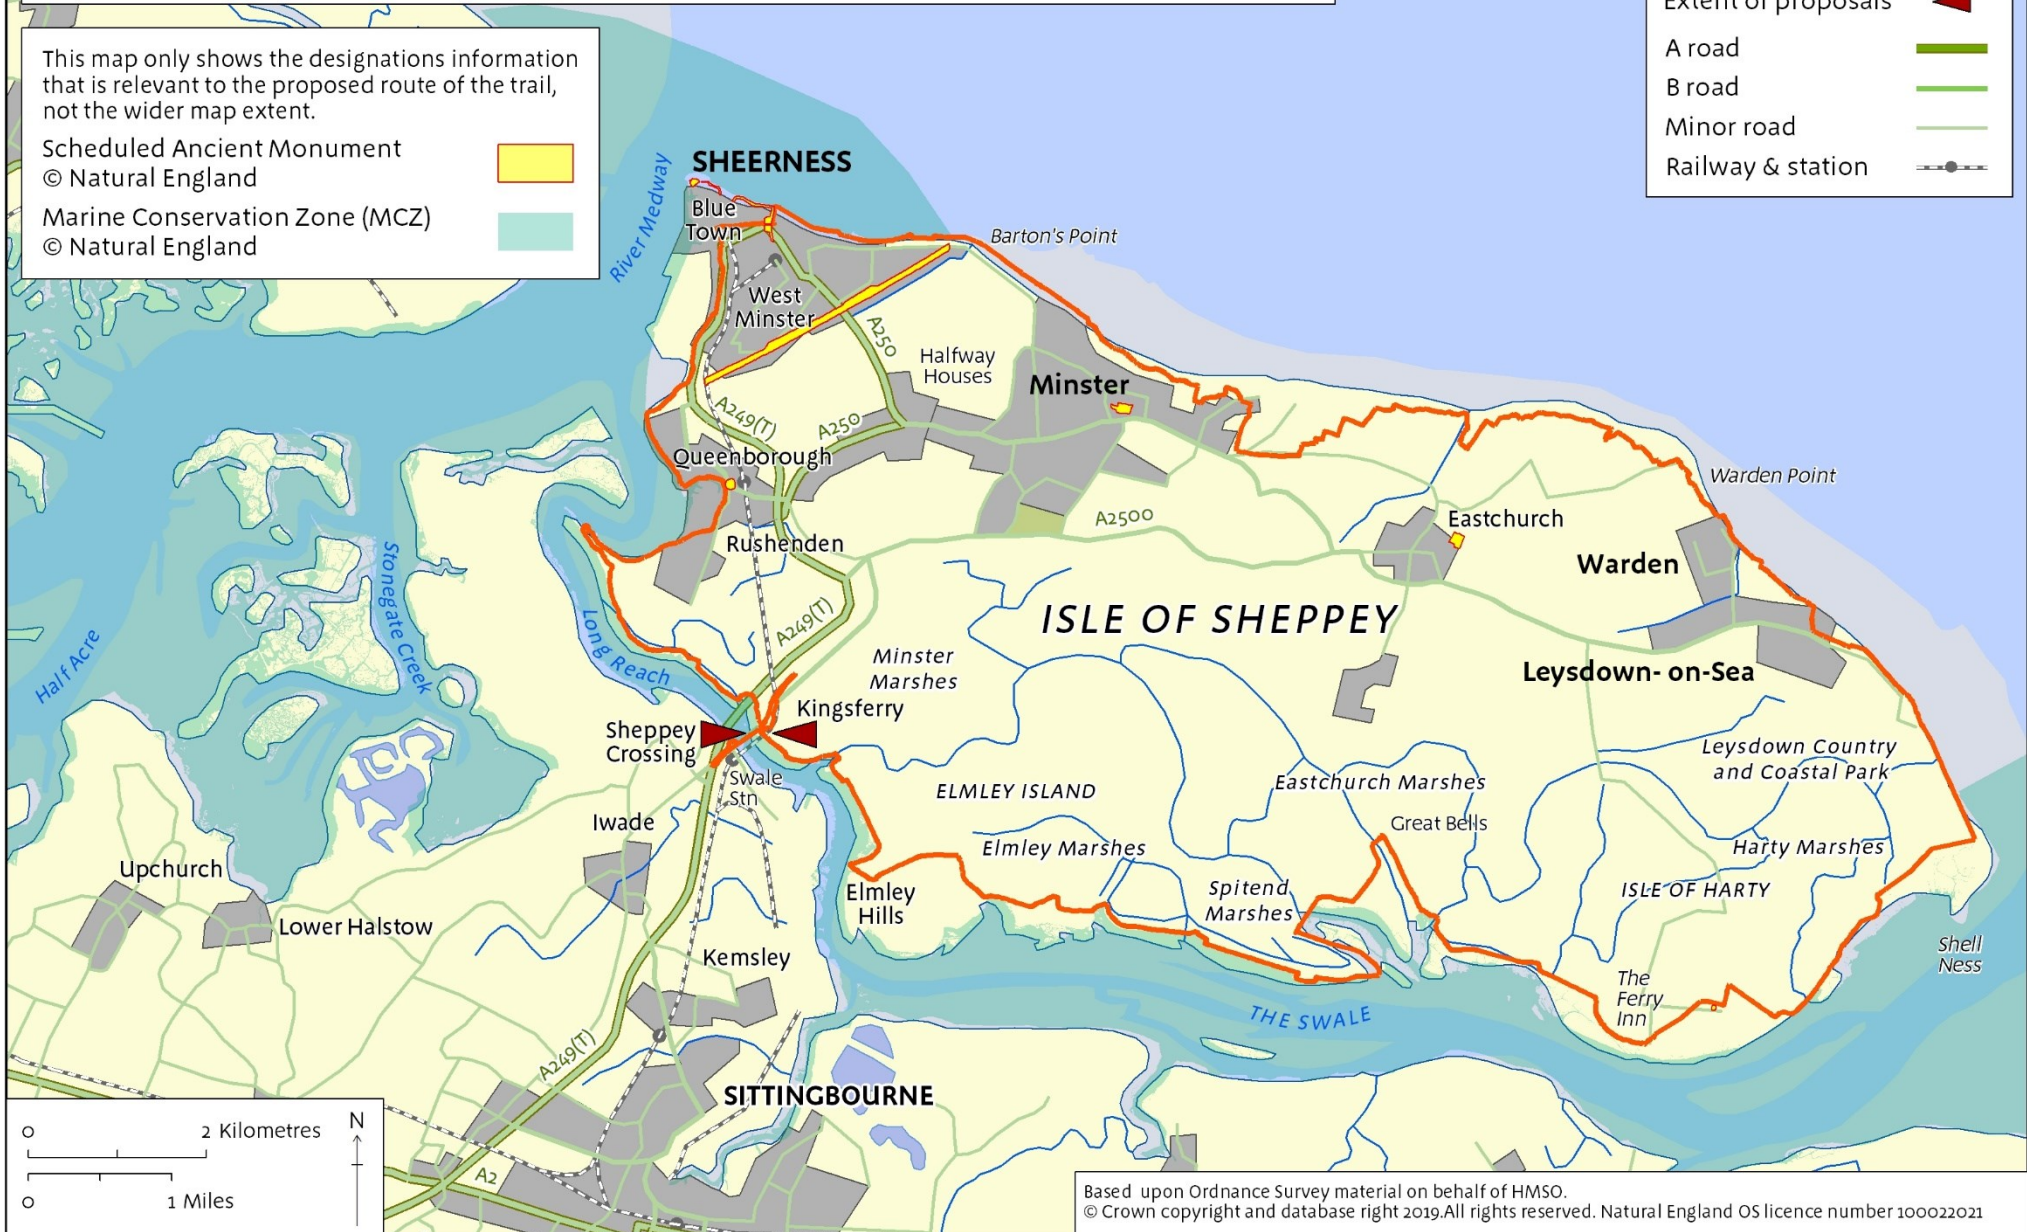 This map only shows the designations information
that is relevant to the proposed route of the trail,
not the wider map extent.
Scheduled Ancient Monument
© Natural England
Marine Conservation Zone (MCZ)
© Natural England
Extent of proposals
A road
B road
Minor road
Railway & station
SHEERNESS
River Medway
Blue
Town
Barton's Point
West
Minster
A250
Halfway
Houses
Minster
A249(T)
A250
Queenborough
Warden Point
A2500
Eastchurch
Rushenden
Warden
Stonegate Creek
ISLE OF SHEPPEY
A249(T)
Long Reach
Half Acre
Minster
Marshes
Leysdown- on-Sea
Kingsferry
Sheppey
Crossing
Swale
Stn
Leysdown Country
and Coastal Park
ELMLEY ISLAND
Eastchurch Marshes
Iwade
Great Bells
Elmley Marshes
Harty Marshes
Upchurch
Elmley
Hills
Spitend
Marshes
ISLE OF HARTY
Lower Halstow
Kemsley
Shell
Ness
The
Ferry
Inn
THE SWALE
A249(T)
SITTINGBOURNE
A2
0 2 Kilometres
N
0 1 Miles
Based upon Ordnance Survey material on behalf of HMSO.
© Crown copyright and database right 2019.All rights reserved. Natural England OS licence number 100022021